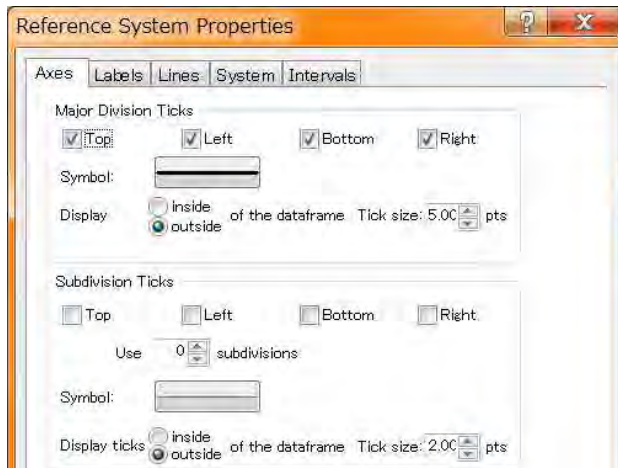 Reference System Properties
Axes Labels Lines System Intervals
Major Division Ticks
Top Left Bottom Right
Symbol:
Display inside outside of the dataframe Tick size: 5.00 pts
Subdivision Ticks
Top Left Bottom Right
Use 0 subdivisions
Symbol:
Display ticks inside outside of the dataframe Tick size: 2.00 pts